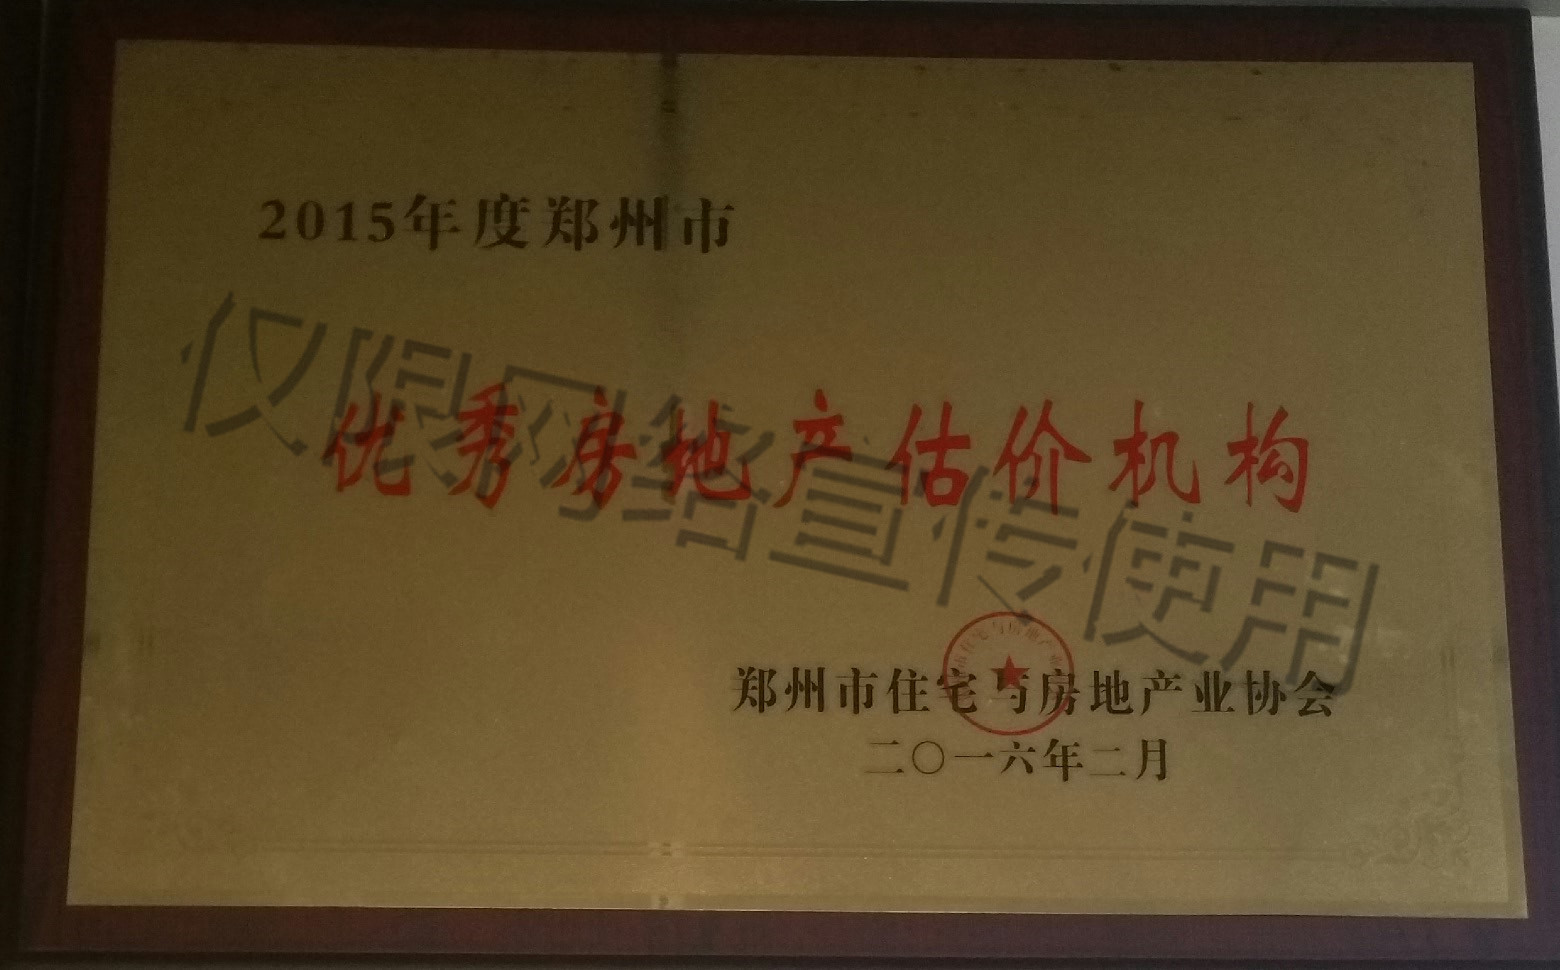 2015年度郑州市
优秀房地产估价机构
仅限网络宣传使用
郑州市住宅与房地产业协会
二〇一六年二月